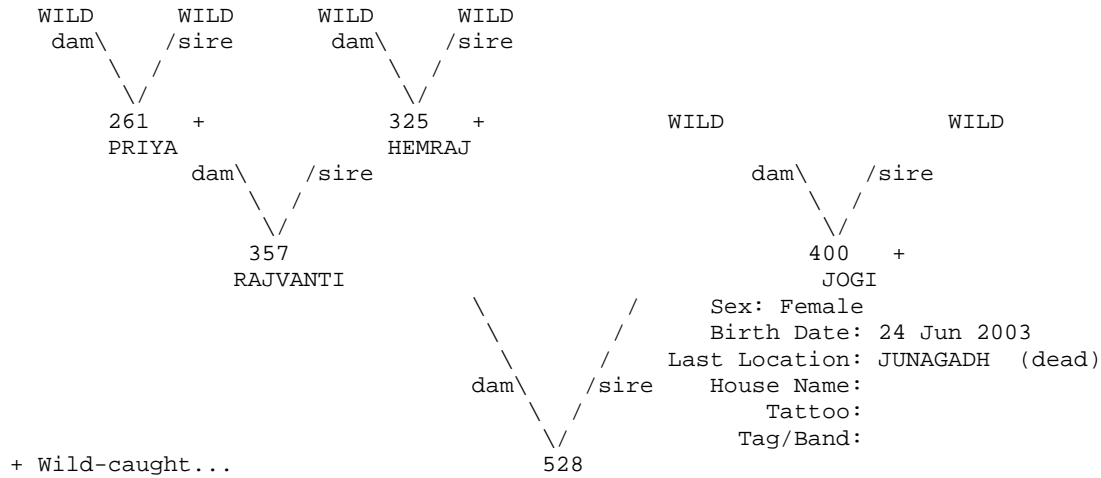 WILD WILD WILD WILD
dam\ /sire dam\ /sire
\ / \ /
\/ \/
261 + 325 + WILD WILD
PRIYA HEMRAJ
dam\ /sire dam\ /sire
\ / \ /
\/ \/
357 400 +
RAJVANTI JOGI
\ / Sex: Female
\ / Birth Date: 24 Jun 2003
\ / Last Location: JUNAGADH (dead)
dam\ /sire House Name:
\ / Tattoo:
\/ Tag/Band:
+ Wild-caught... 528